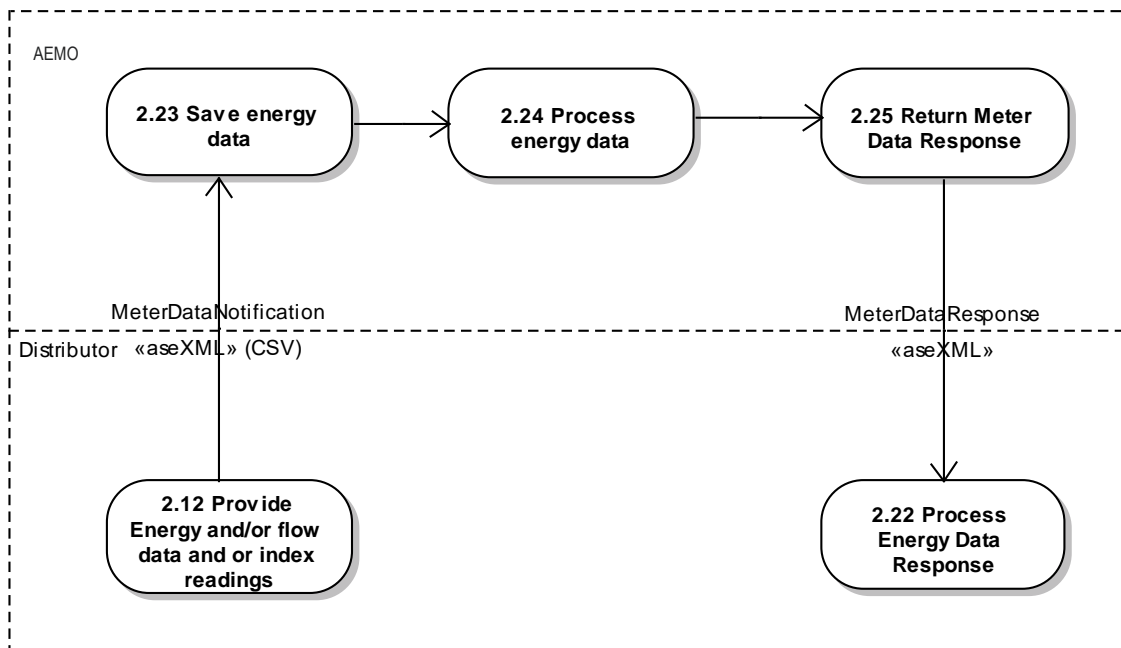 AEMO
2.23 Save energy
data
2.24 Process
energy data
2.25 Return Meter
Data Response
MeterDataNotification
MeterDataResponse
Distributor
«aseXML» (CSV)
«aseXML»
2.12 Provide
Energy and/or flow
data and or index
readings
2.22 Process
Energy Data
Response